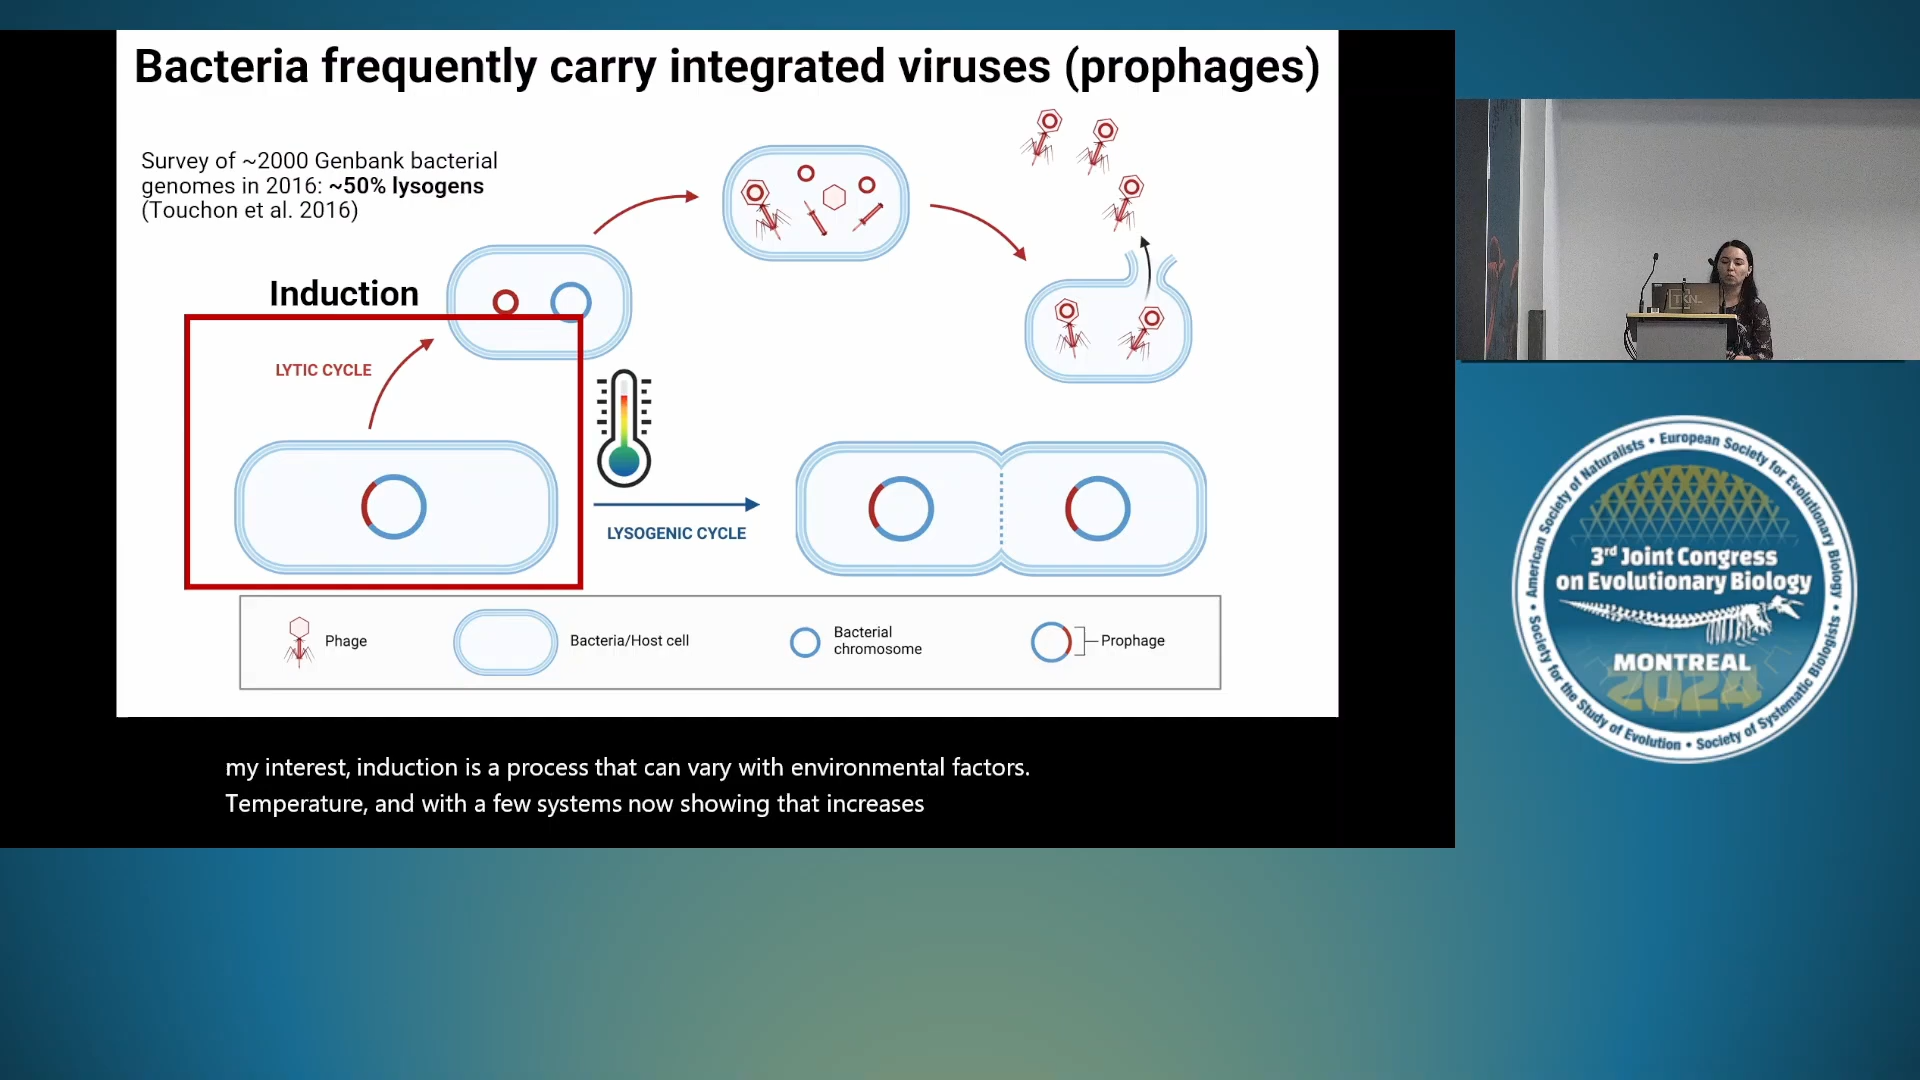 Bacteria frequently carry integrated viruses (prophages)
Survey of ~2000 Genbank bacterial
genomes in 2016: ~50% lysogens
(Touchon et al. 2016)
Induction
LYTIC CYCLE
LYSOGENIC CYCLE
Phage
Bacteria/Host cell
Bacterial
chromosome
Prophage
my interest, induction is a process that can vary with environmental factors.
Temperature, and with a few systems now showing that increases
TKNL
American Society of Naturalists • European Society for Evolutionary Biology •
Society for the Study of Evolution • Society of Systematic Biologists •
3rd Joint Congress
on Evolutionary Biology
MONTREAL
2024